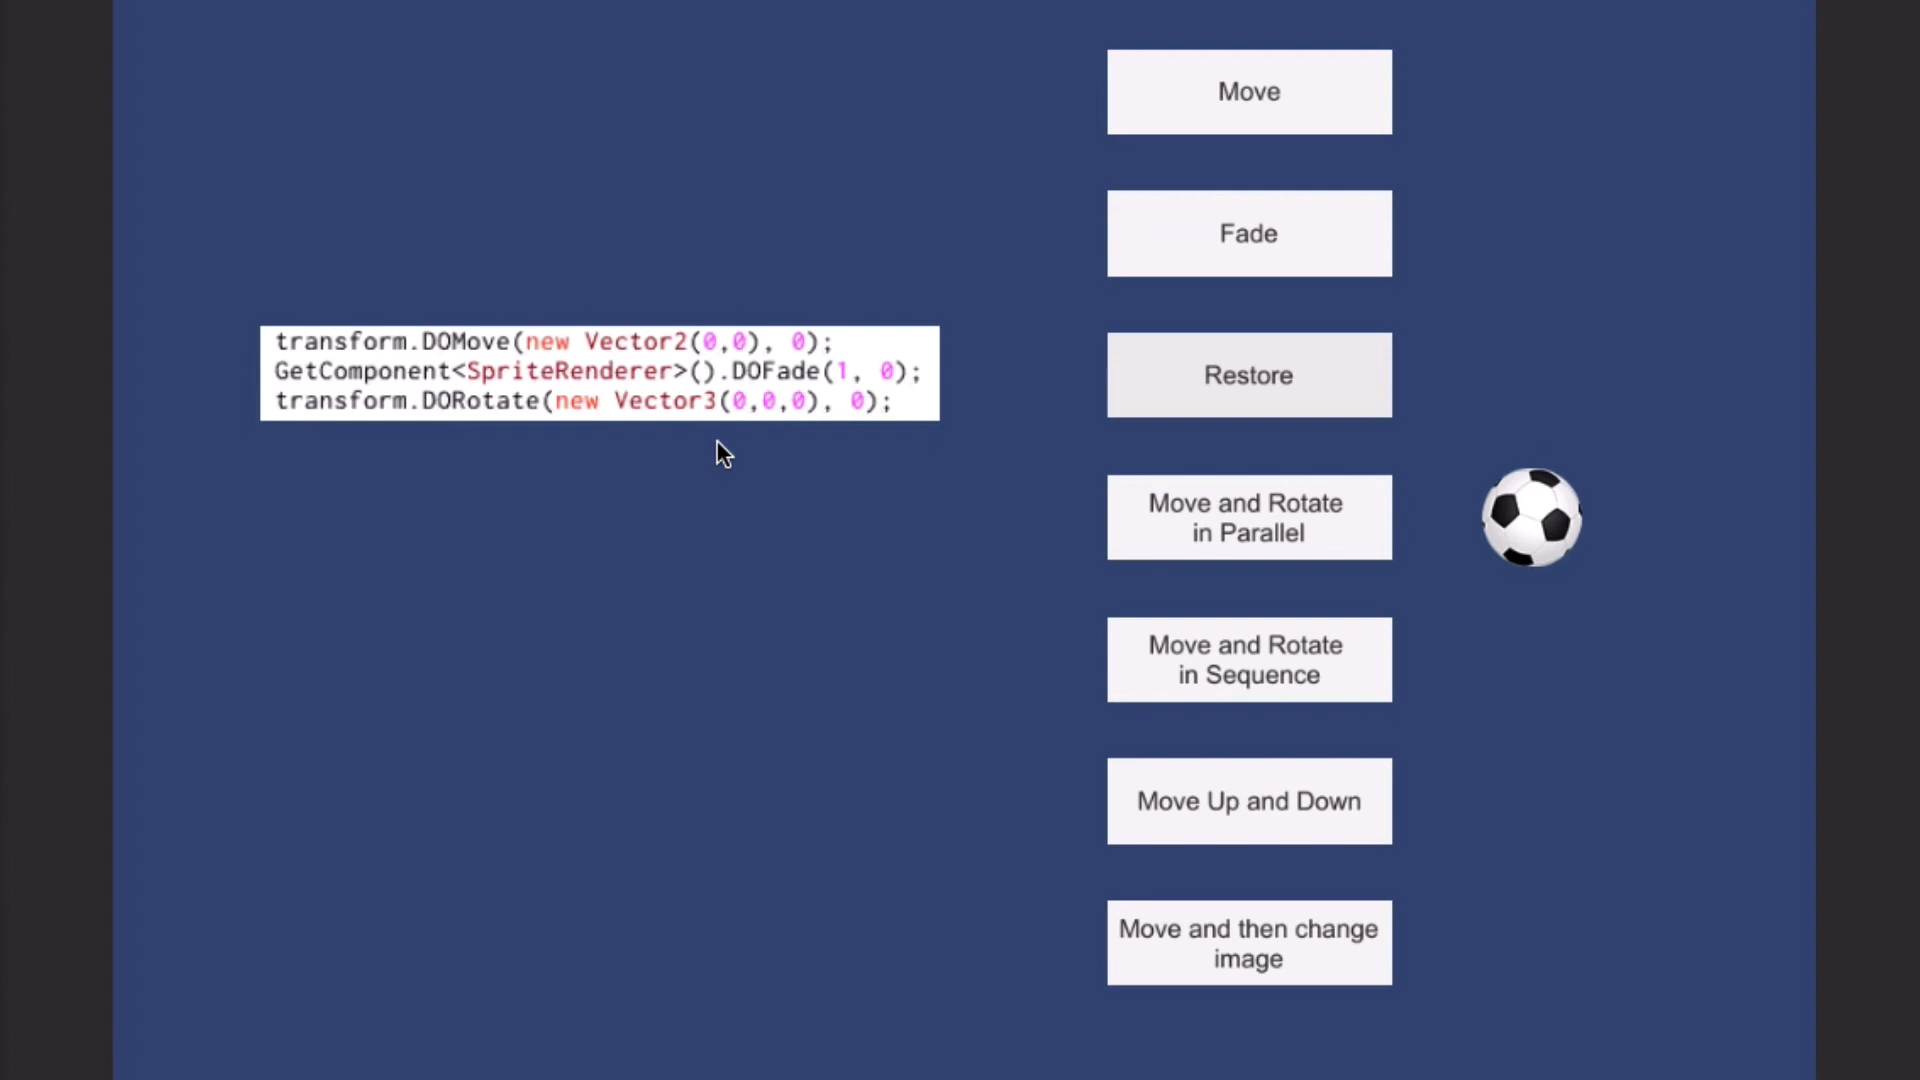 Move
Fade
transform.DOMove(new Vector2(0,0), 0);
GetComponent<SpriteRenderer>().DOFade(1, 0);
transform.DORotate(new Vector3(0,0,0), 0);
Restore
Move and Rotate
in Parallel
Move and Rotate
in Sequence
Move Up and Down
Move and then change
image